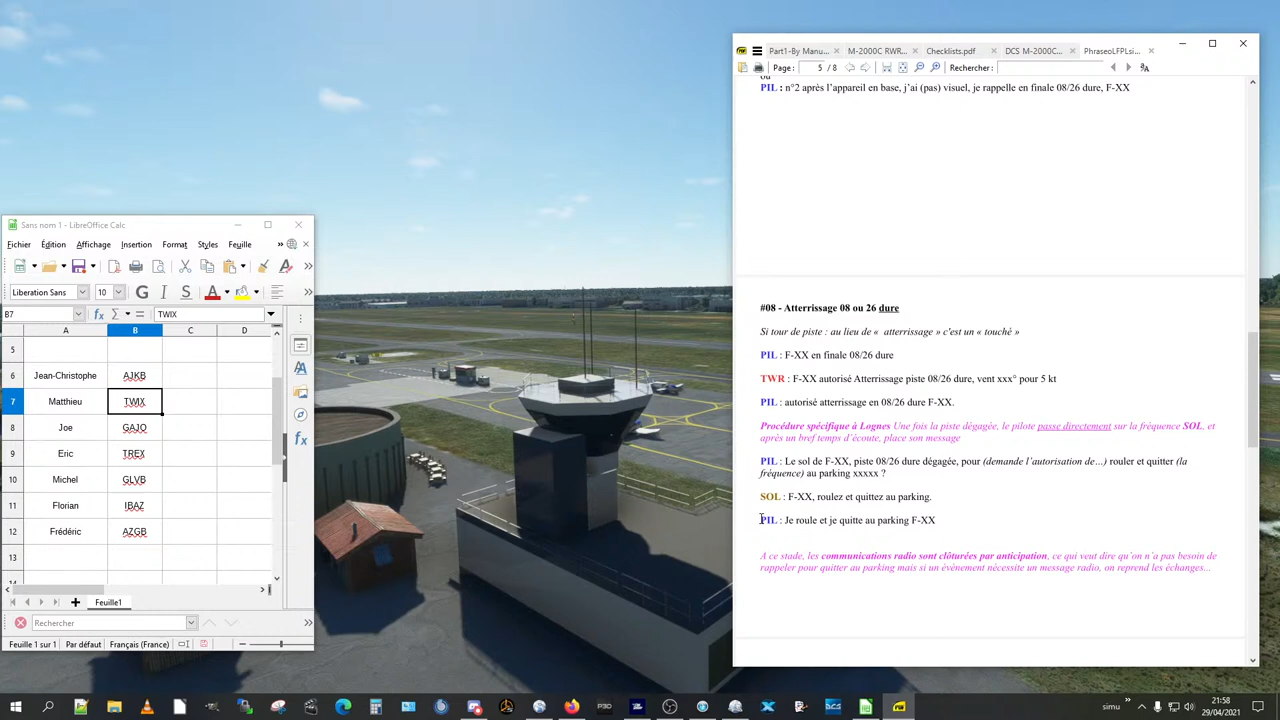 Sans nom 1 - LibreOffice Calc
Fichier Édition Affichage Insertion Format Styles Feuille
Liberation Sans 10
B7 TWIX
A B C D
5
6 Jean-Christophe AJKB
7 Matthieu TWIX
8 Joe GAJO
9 Eric TREX
10 Michel GLVB
11 Florian IBAZ
12 Frédéric AZGB
13
14
Feuille1
Rechercher
Feuille 1 sur 1 Par défaut Français (France)
Part1-By Manu... M-2000C RWR... Checklists.pdf DCS M-2000C... PhraseoLFPLsi...
Page : 5 / 8 Rechercher :
ou
PIL : n°2 après l'appareil en base, j'ai (pas) visuel, je rappelle en finale 08/26 dure, F-XX
#08 - Atterrissage 08 ou 26 dure
Si tour de piste : au lieu de « atterrissage » c'est un « touché »
PIL : F-XX en finale 08/26 dure
TWR : F-XX autorisé Atterrissage piste 08/26 dure, vent xxx° pour 5 kt
PIL : autorisé atterrissage en 08/26 dure F-XX.
Procédure spécifique à Lognes Une fois la piste dégagée, le pilote passe directement sur la fréquence SOL, et
après un bref temps d'écoute, place son message
PIL : Le sol de F-XX, piste 08/26 dure dégagée, pour (demande l'autorisation de…) rouler et quitter (la
fréquence) au parking xxxxx ?
SOL : F-XX, roulez et quittez au parking.
PIL : Je roule et je quitte au parking F-XX
A ce stade, les communications radio sont clôturées par anticipation, ce qui veut dire qu'on n'a pas besoin de
rappeler pour quitter au parking mais si un évènement nécessite un message radio, on reprend les échanges...
P3D DCS simu 21:58
29/04/2021